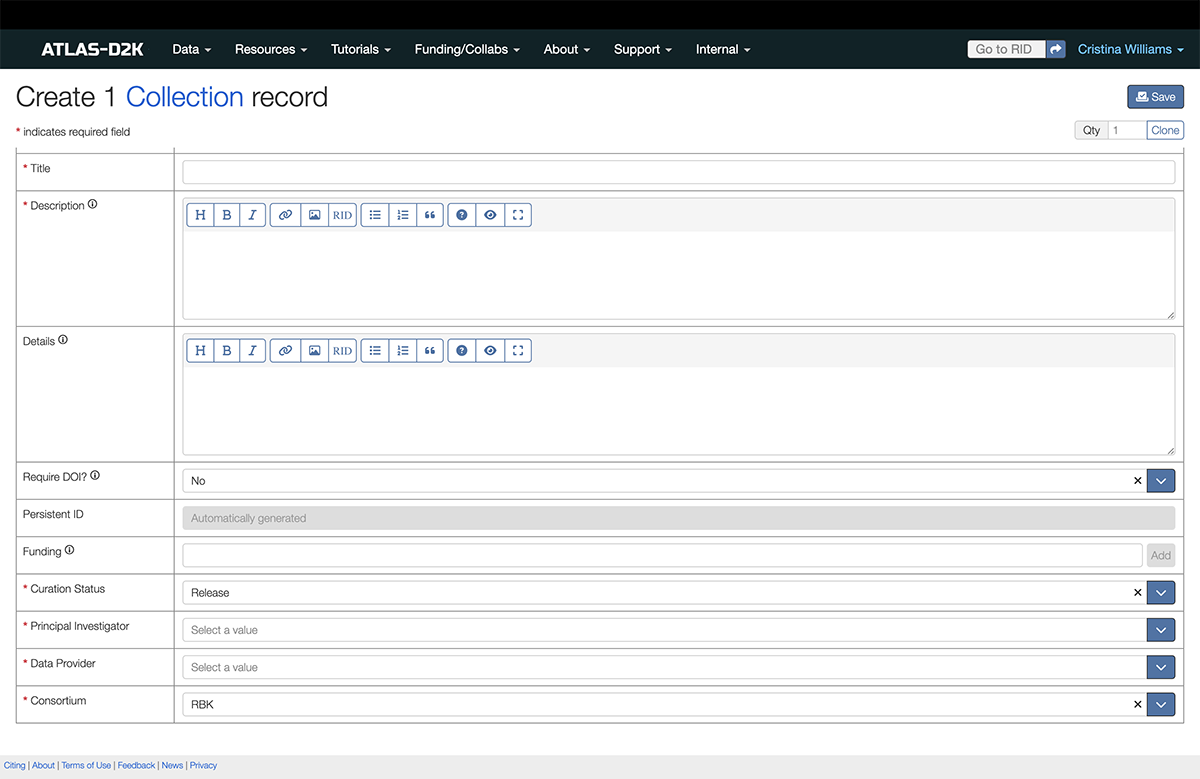 ATLAS-D2K Data Resources Tutorials Funding/Collabs About Support Internal Go to RID Cristina Williams
Create 1 Collection record Save
* indicates required field Qty 1 Clone
* Title
* Description
H B I RID
Details
H B I RID
Require DOI? No
Persistent ID Automatically generated
Funding Add
* Curation Status Release
* Principal Investigator Select a value
* Data Provider Select a value
* Consortium RBK
Citing | About | Terms of Use | Feedback | News | Privacy